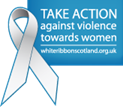 TAKE ACTION
against violence
towards women
whiteribbonscotland.org.uk